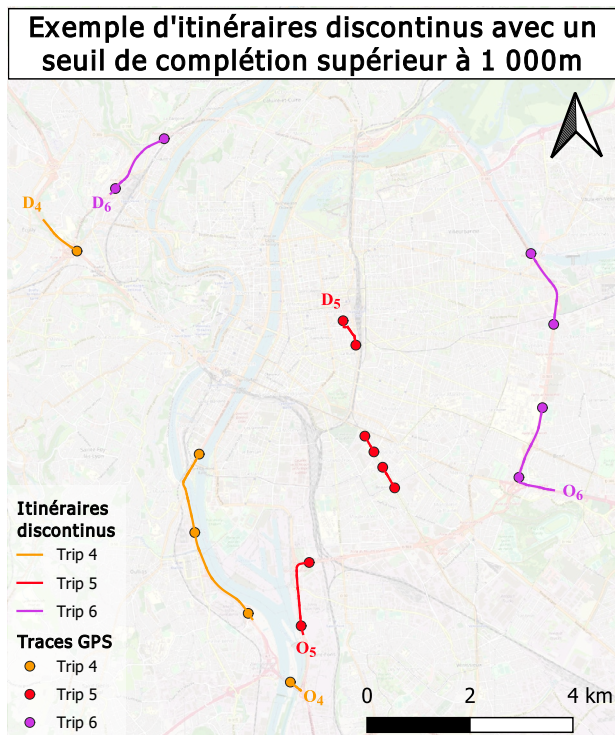 Exemple d'itinéraires discontinus avec un
seuil de complétion supérieur à 1 000m
D4
D6
D5
O6
O5
O4
Itinéraires
discontinus
Trip 4
Trip 5
Trip 6
Traces GPS
Trip 4
Trip 5
Trip 6
0 2 4 km